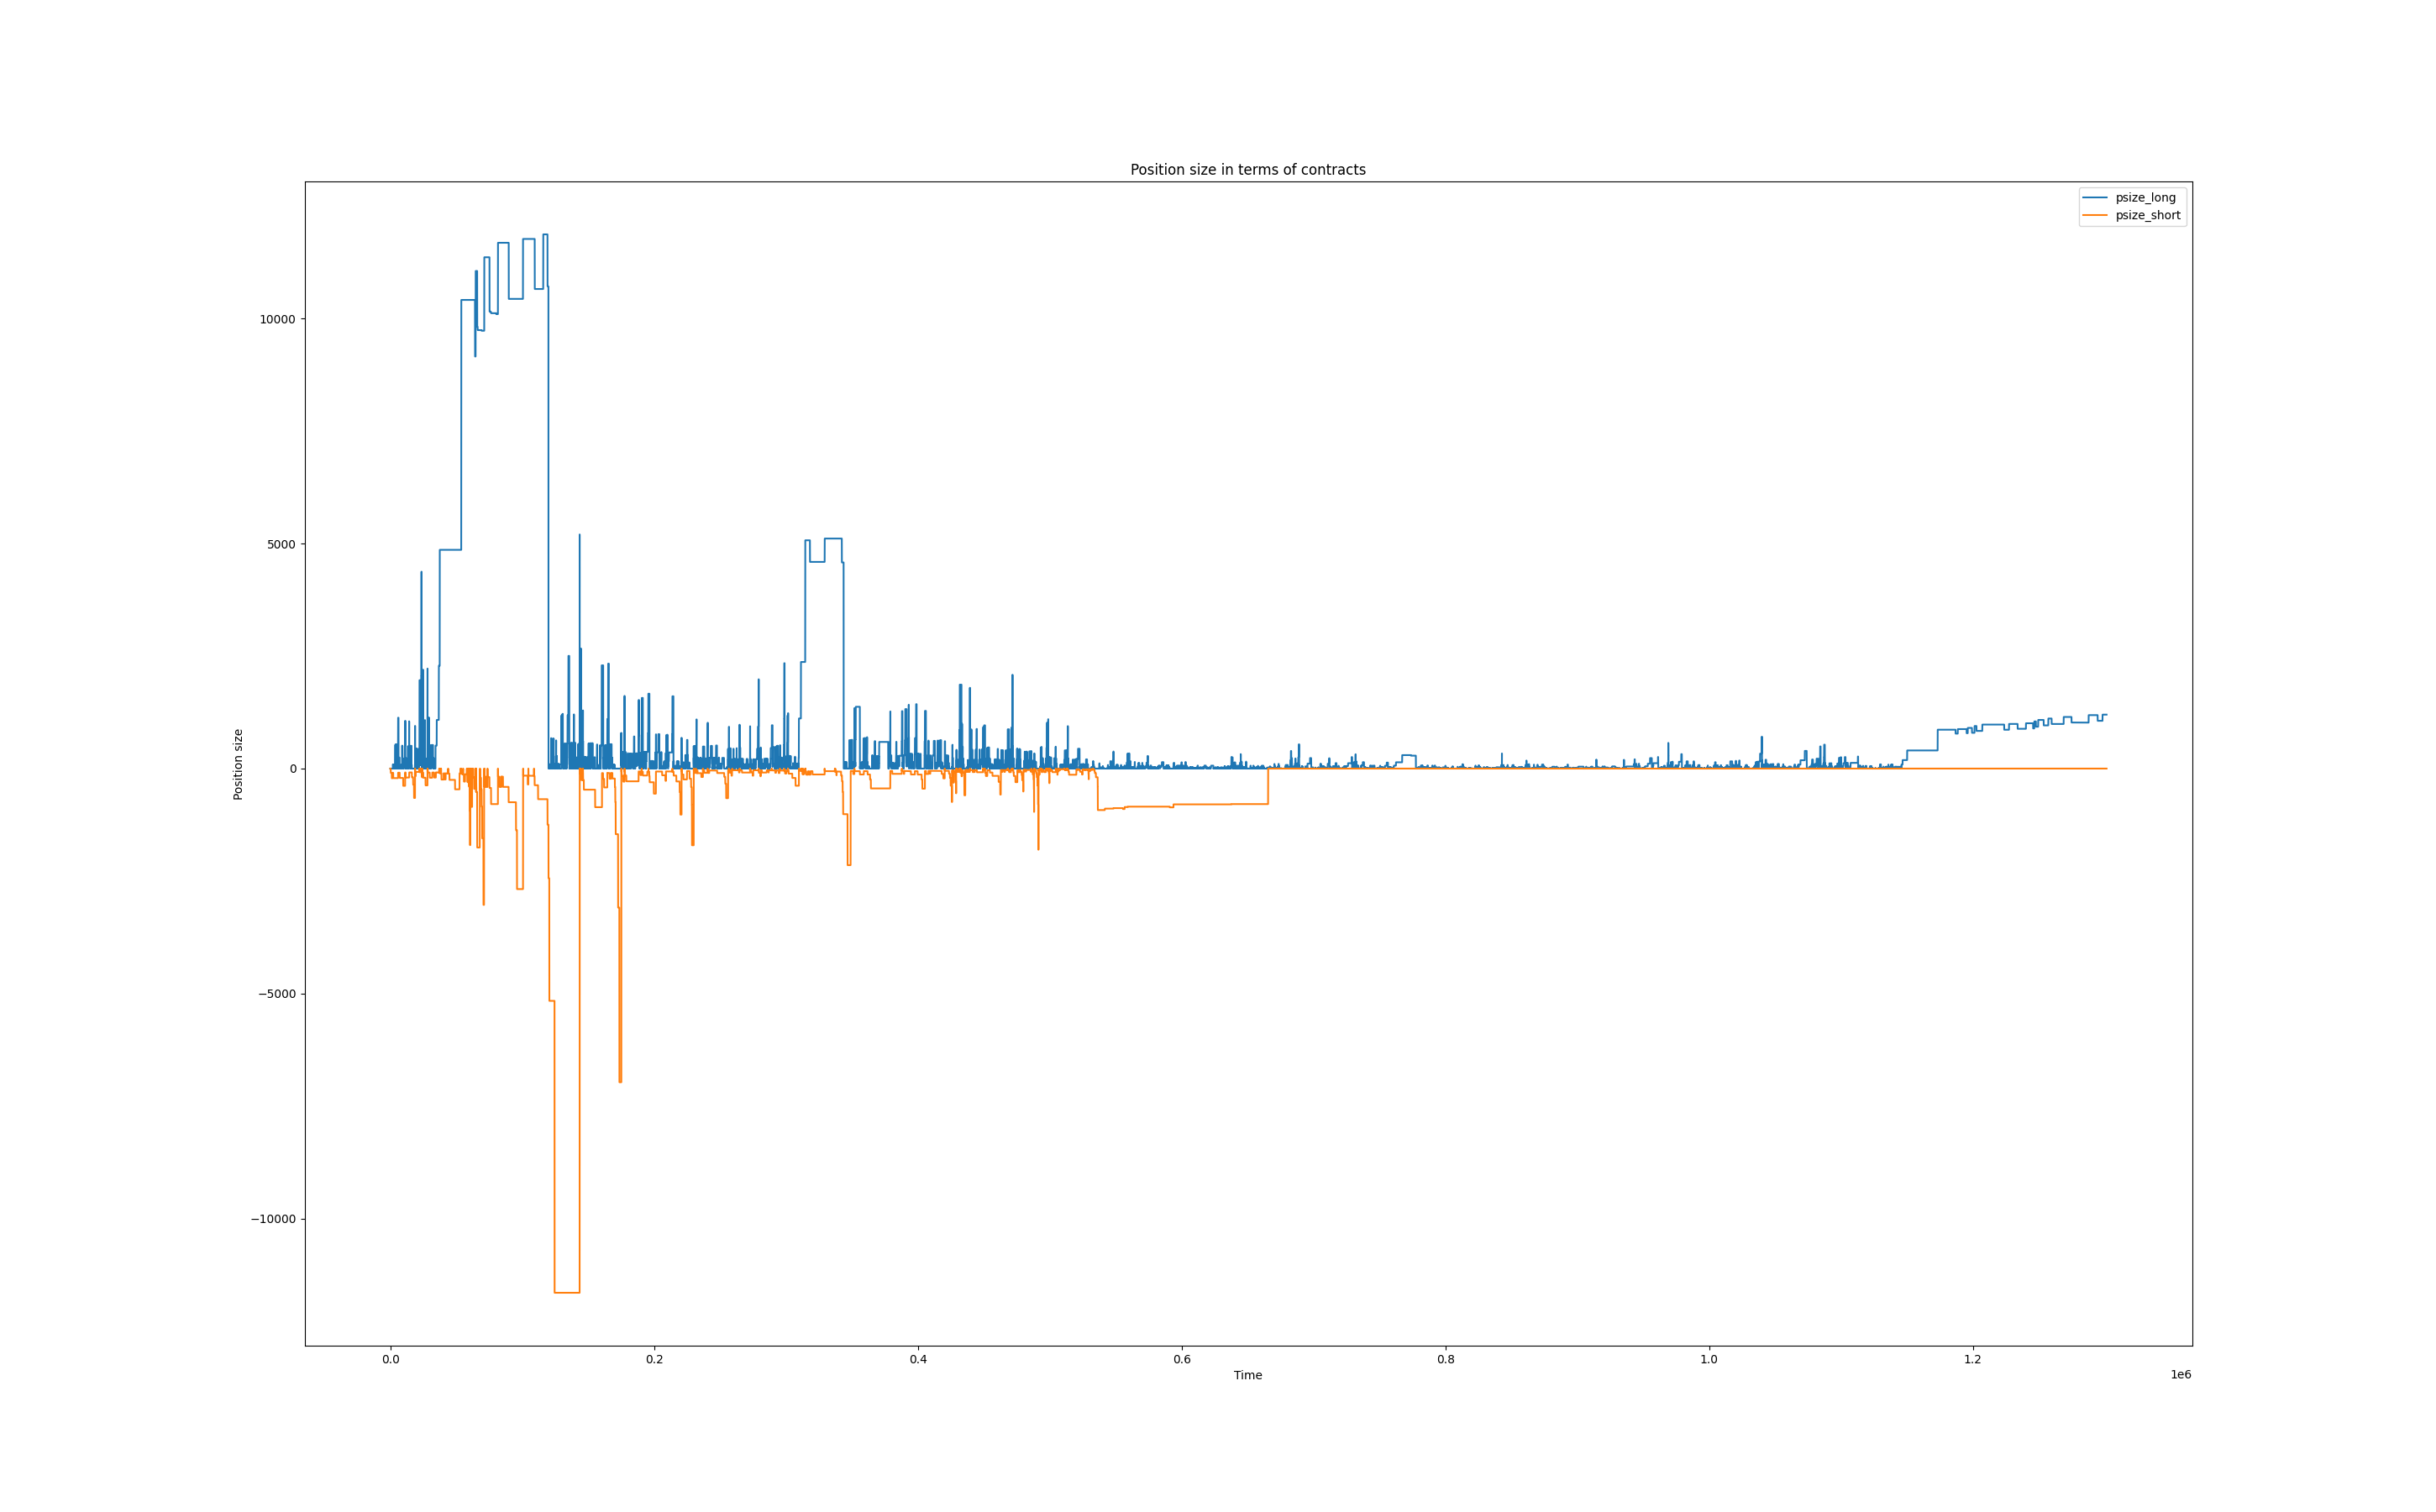 Position size in terms of contracts
psize_long
psize_short
10000
5000
0
−5000
−10000
Position size
0.0
0.2
0.4
0.6
0.8
1.0
1.2
1e6
Time